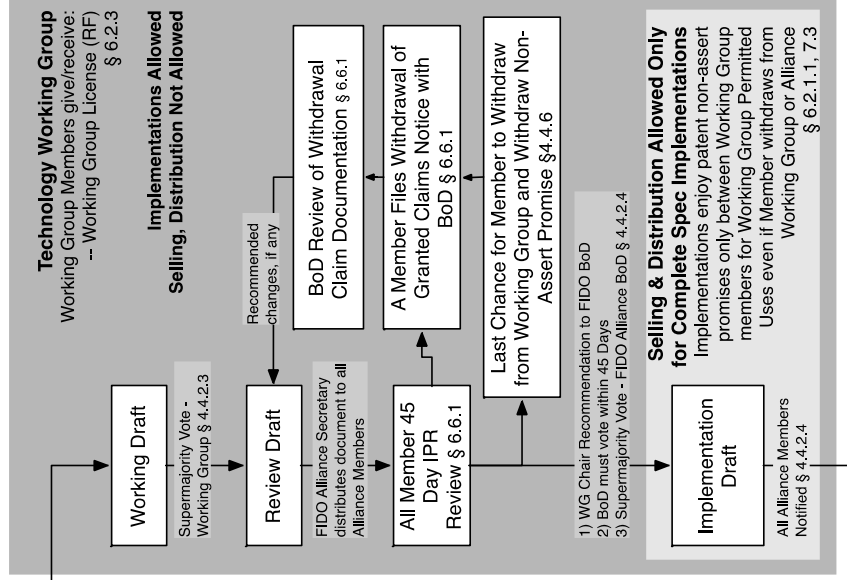 Technology Working Group
Working Group Members give/receive:
-- Working Group License (RF)
§ 6.2.3
Implementations Allowed
Selling, Distribution Not Allowed
Working Draft
Supermajority Vote -
Working Group § 4.4.2.3
Review Draft
Recommended
changes, if any
BoD Review of Withdrawal
Claim Documentation § 6.6.1
FIDO Alliance Secretary
distributes document to all
Alliance Members
All Member 45
Day IPR
Review § 6.6.1
A Member Files Withdrawal of
Granted Claims Notice with
BoD § 6.6.1
Last Chance for Member to Withdraw
from Working Group and Withdraw Non-
Assert Promise §4.4.6
1) WG Chair Recommendation to FIDO BoD
2) BoD must vote within 45 Days
3) Supermajority Vote - FIDO Alliance BoD § 4.4.2.4
Implementation
Draft
Selling & Distribution Allowed Only
for Complete Spec Implementations
Implementations enjoy patent non-assert
promises only between Working Group
members for Working Group Permitted
Uses even if Member withdraws from
Working Group or Alliance
§ 6.2.1.1, 7.3
All Alliance Members
Notified § 4.4.2.4